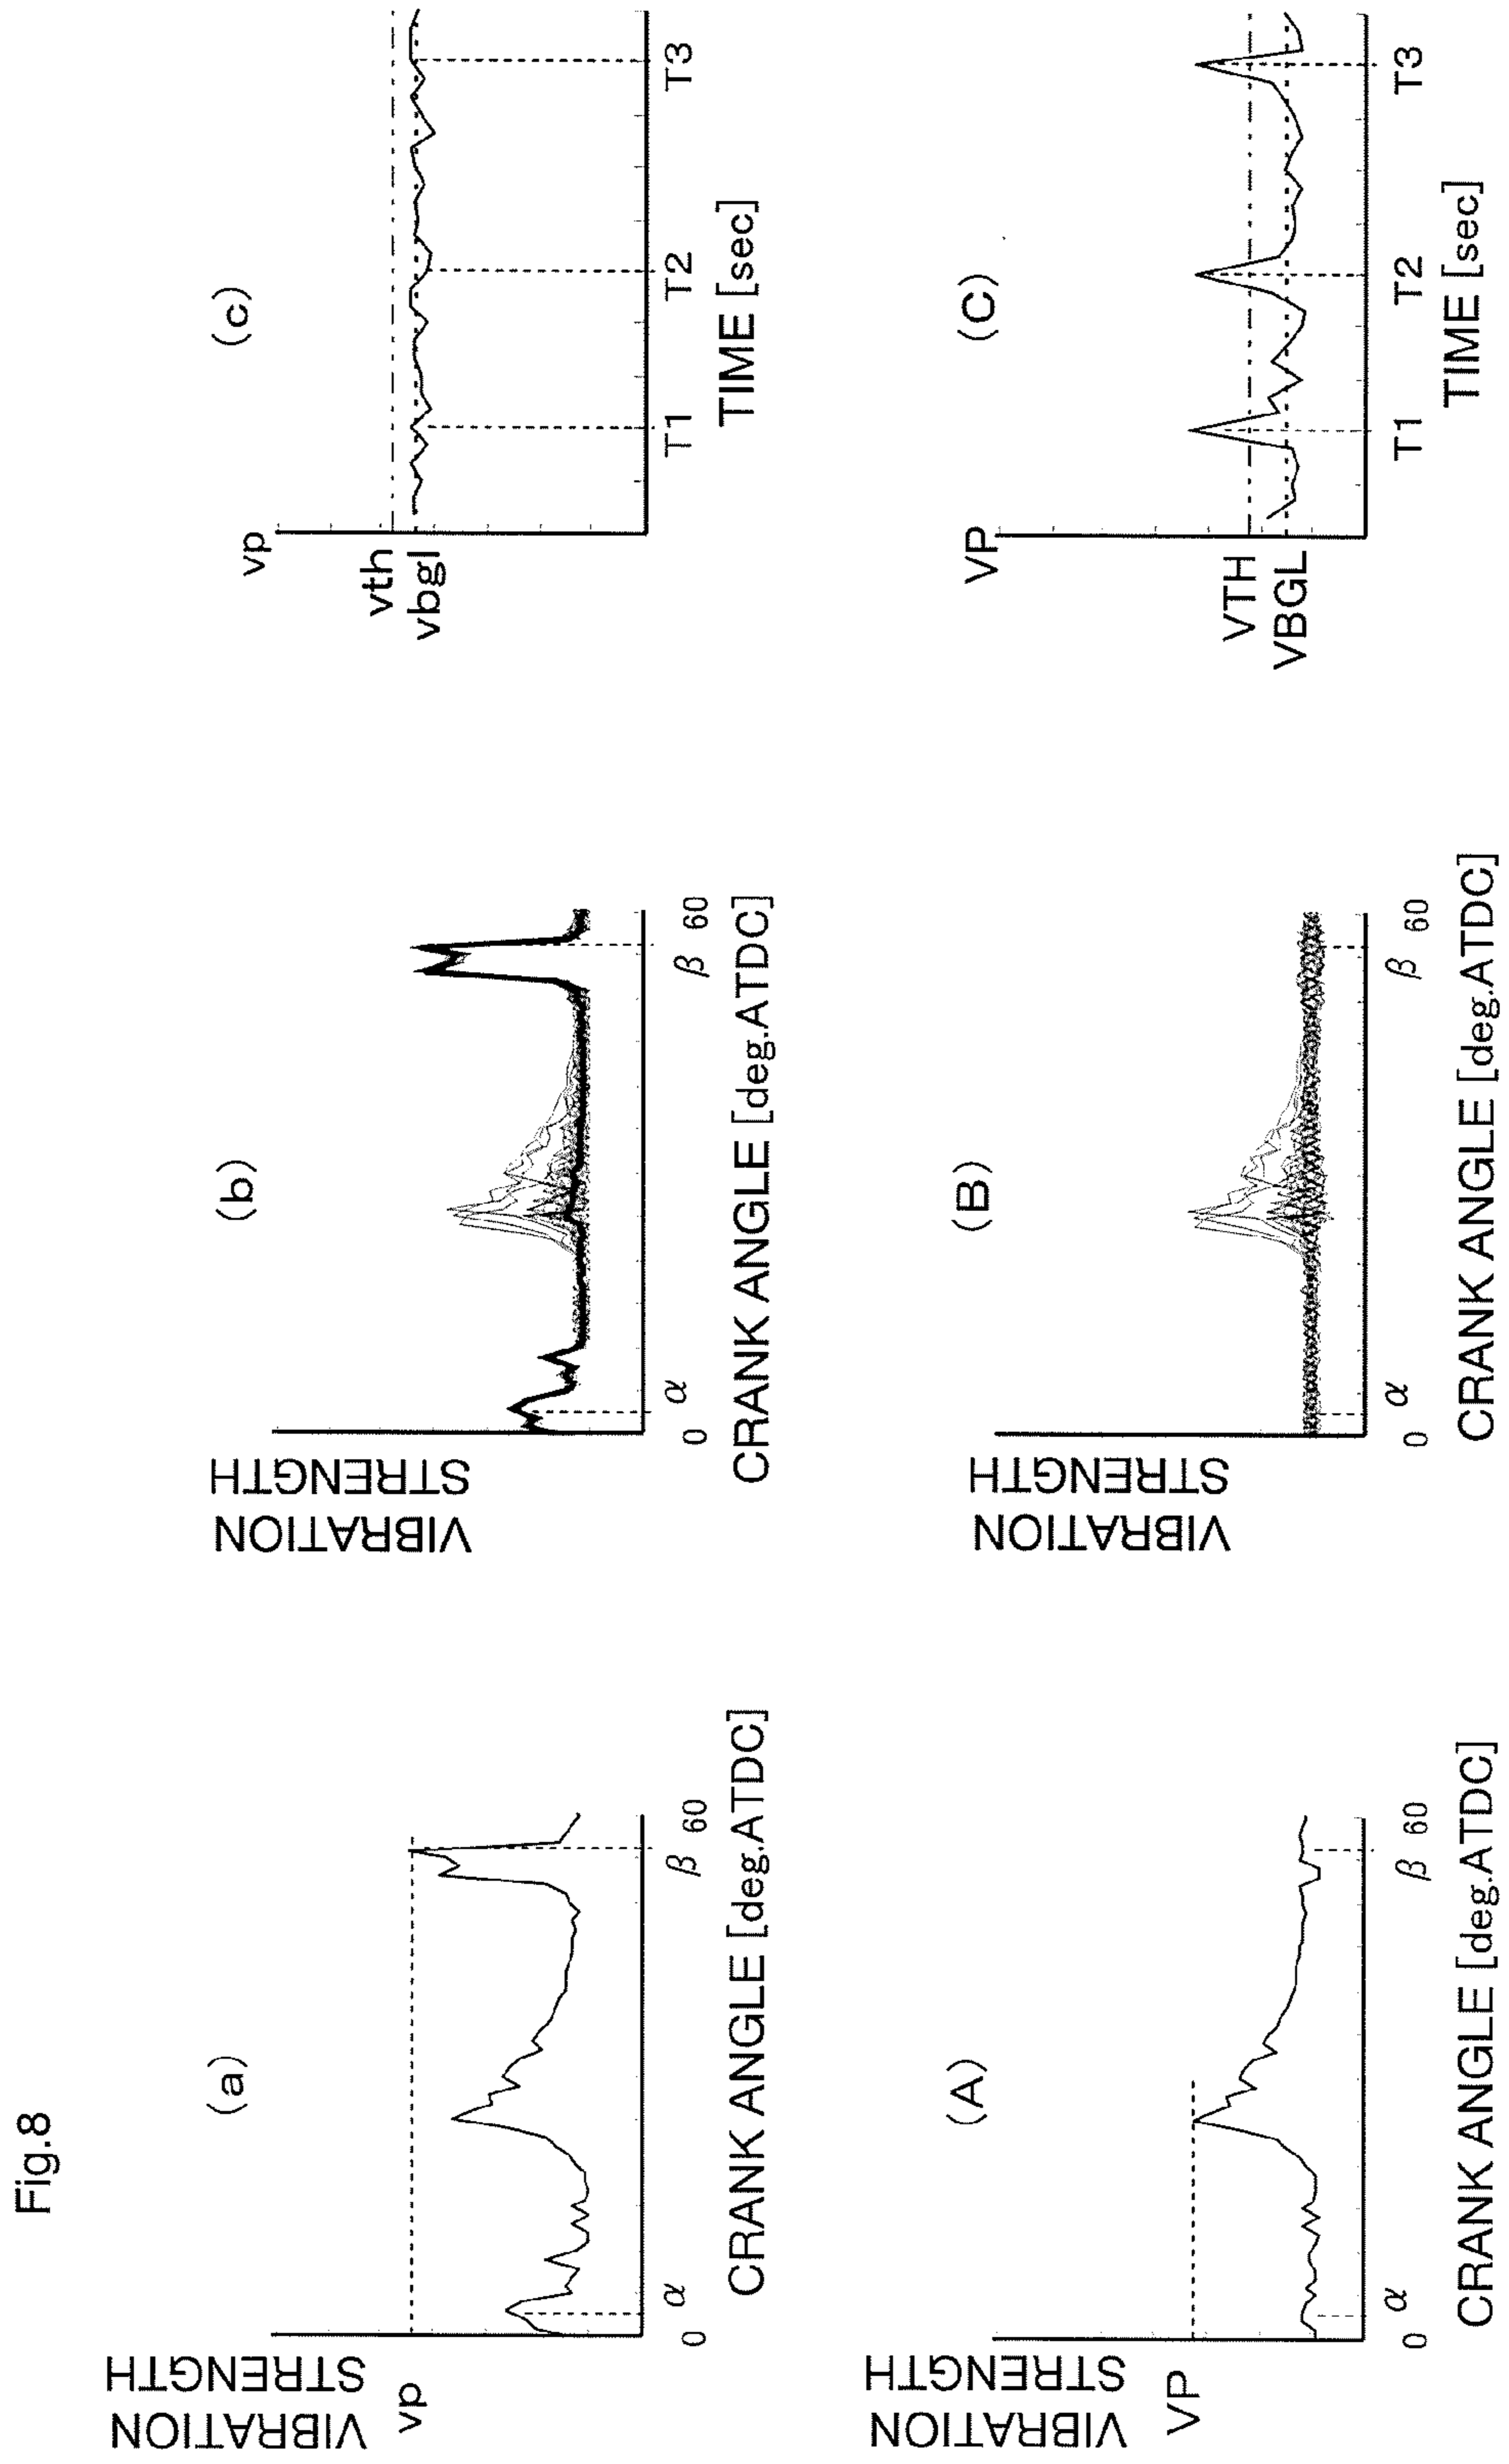 Fig.8
(a)
VIBRATION
STRENGTH
vp
0
α
β
60
CRANK ANGLE [deg.ATDC]
(b)
VIBRATION
STRENGTH
0
α
β
60
CRANK ANGLE [deg.ATDC]
(c)
vp
vth
vbgl
T1
T2
T3
TIME [sec]
(A)
VIBRATION
STRENGTH
VP
0
α
β
60
CRANK ANGLE [deg.ATDC]
(B)
VIBRATION
STRENGTH
0
α
β
60
CRANK ANGLE [deg.ATDC]
(C)
VP
VTH
VBGL
T1
T2
T3
TIME [sec]